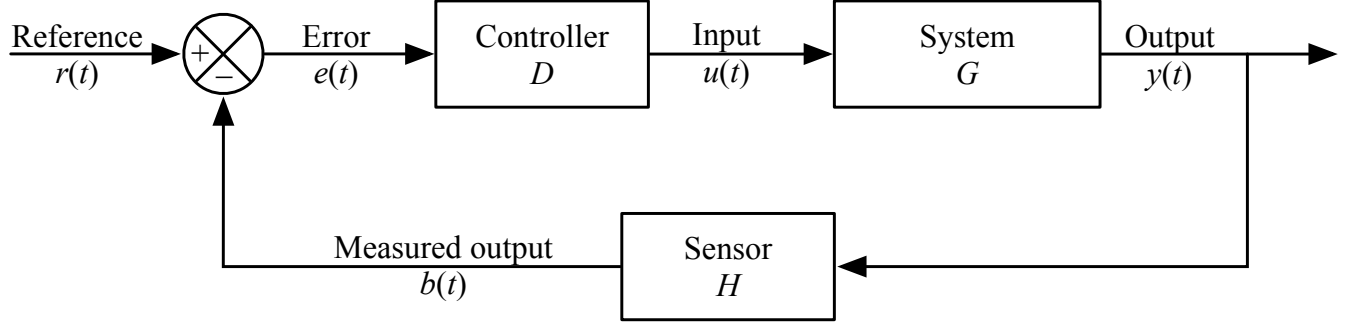 Reference
r(t)
+
−
Error
e(t)
Controller
D
Input
u(t)
System
G
Output
y(t)
Measured output
b(t)
Sensor
H